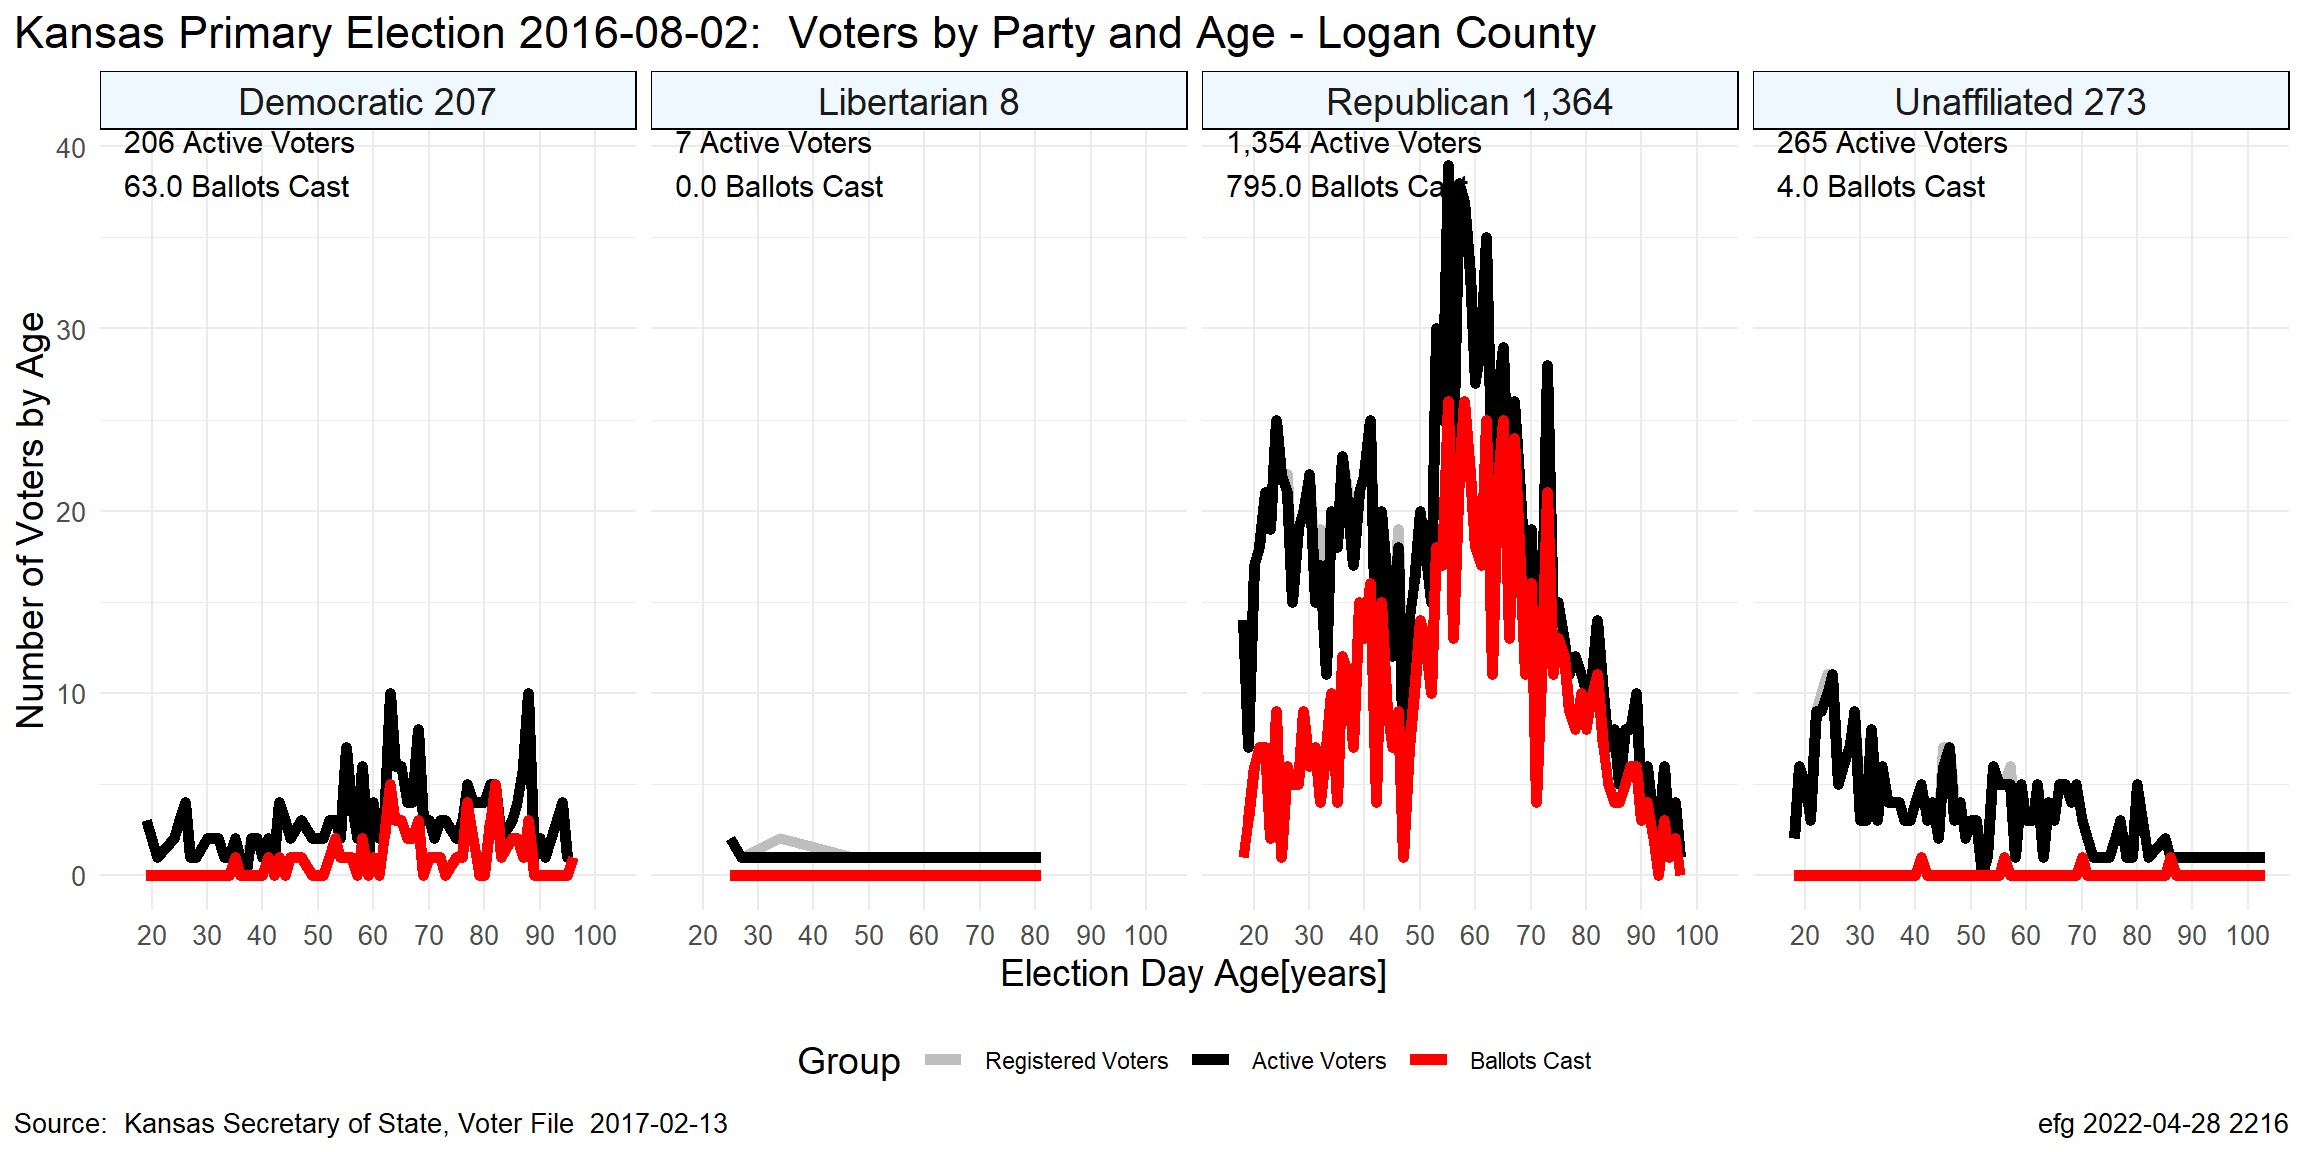 Kansas Primary Election 2016-08-02:  Voters by Party and Age - Logan County
Democratic 207
Libertarian 8
Republican 1,364
Unaffiliated 273
206 Active Voters
63.0 Ballots Cast
7 Active Voters
0.0 Ballots Cast
1,354 Active Voters
795.0 Ballots Cast
265 Active Voters
4.0 Ballots Cast
Number of Voters by Age
40
30
20
10
0
20 30 40 50 60 70 80 90 100
20 30 40 50 60 70 80 90 100
20 30 40 50 60 70 80 90 100
20 30 40 50 60 70 80 90 100
Election Day Age[years]
Group Registered Voters Active Voters Ballots Cast
Source:  Kansas Secretary of State, Voter File  2017-02-13
efg 2022-04-28 2216